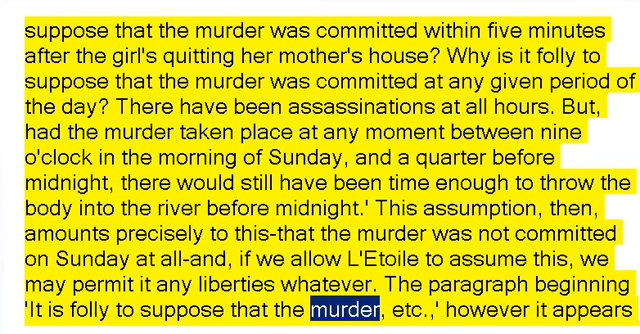 suppose that the murder was committed within five minutes
after the girl's quitting her mother's house? Why is it folly to
suppose that the murder was committed at any given period of
the day? There have been assassinations at all hours. But,
had the murder taken place at any moment between nine
o'clock in the morning of Sunday, and a quarter before
midnight, there would still have been time enough to throw the
body into the river before midnight.' This assumption, then,
amounts precisely to this-that the murder was not committed
on Sunday at all-and, if we allow L'Etoile to assume this, we
may permit it any liberties whatever. The paragraph beginning
'It is folly to suppose that the murder, etc.,' however it appears